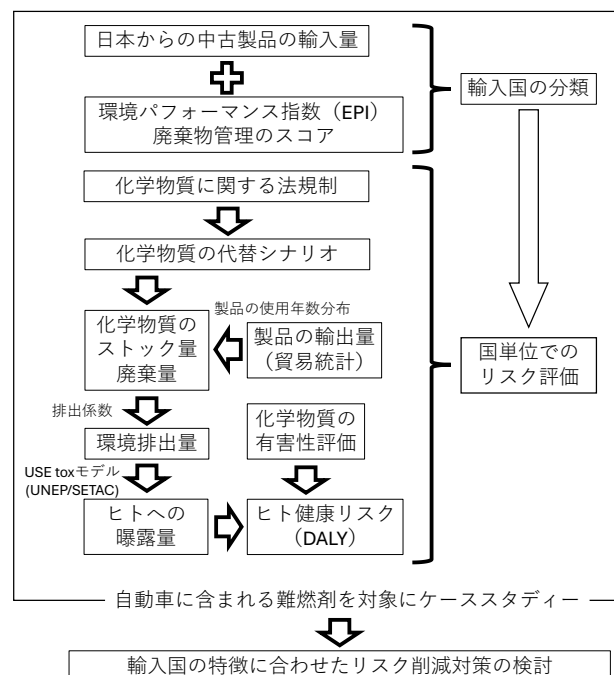 日本からの中古製品の輸入量
環境パフォーマンス指数（EPI）
廃棄物管理のスコア
輸入国の分類
化学物質に関する法規制
化学物質の代替シナリオ
製品の使用年数分布
化学物質の
ストック量
廃棄量
製品の輸出量
（貿易統計）
国単位での
リスク評価
排出係数
環境排出量
化学物質の
有害性評価
USE toxモデル
(UNEP/SETAC)
ヒトへの
曝露量
ヒト健康リスク
（DALY）
自動車に含まれる難燃剤を対象にケーススタディー
輸入国の特徴に合わせたリスク削減対策の検討